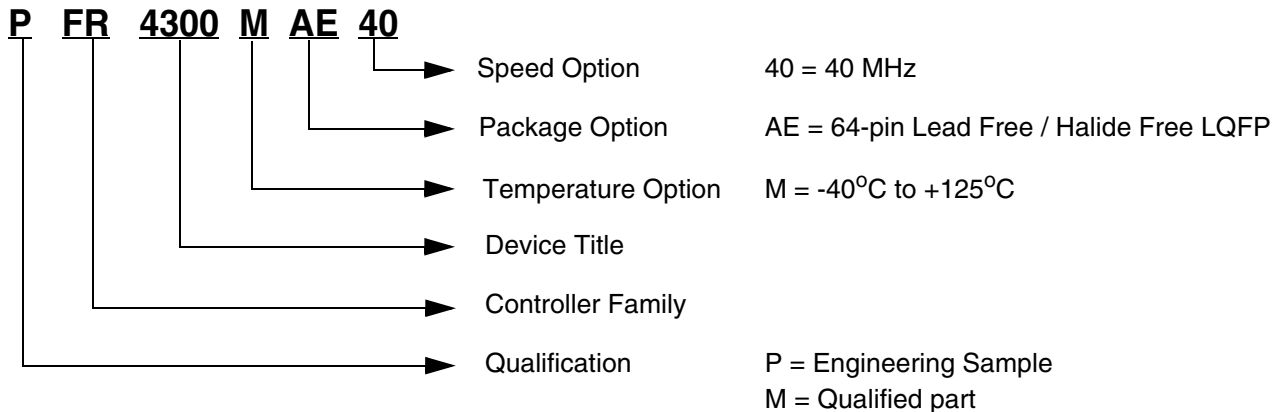 P FR 4300 M AE 40
Speed Option 40 = 40 MHz
Package Option AE = 64-pin Lead Free / Halide Free LQFP
Temperature Option M = -40°C to +125°C
Device Title
Controller Family
Qualification P = Engineering Sample
M = Qualified part